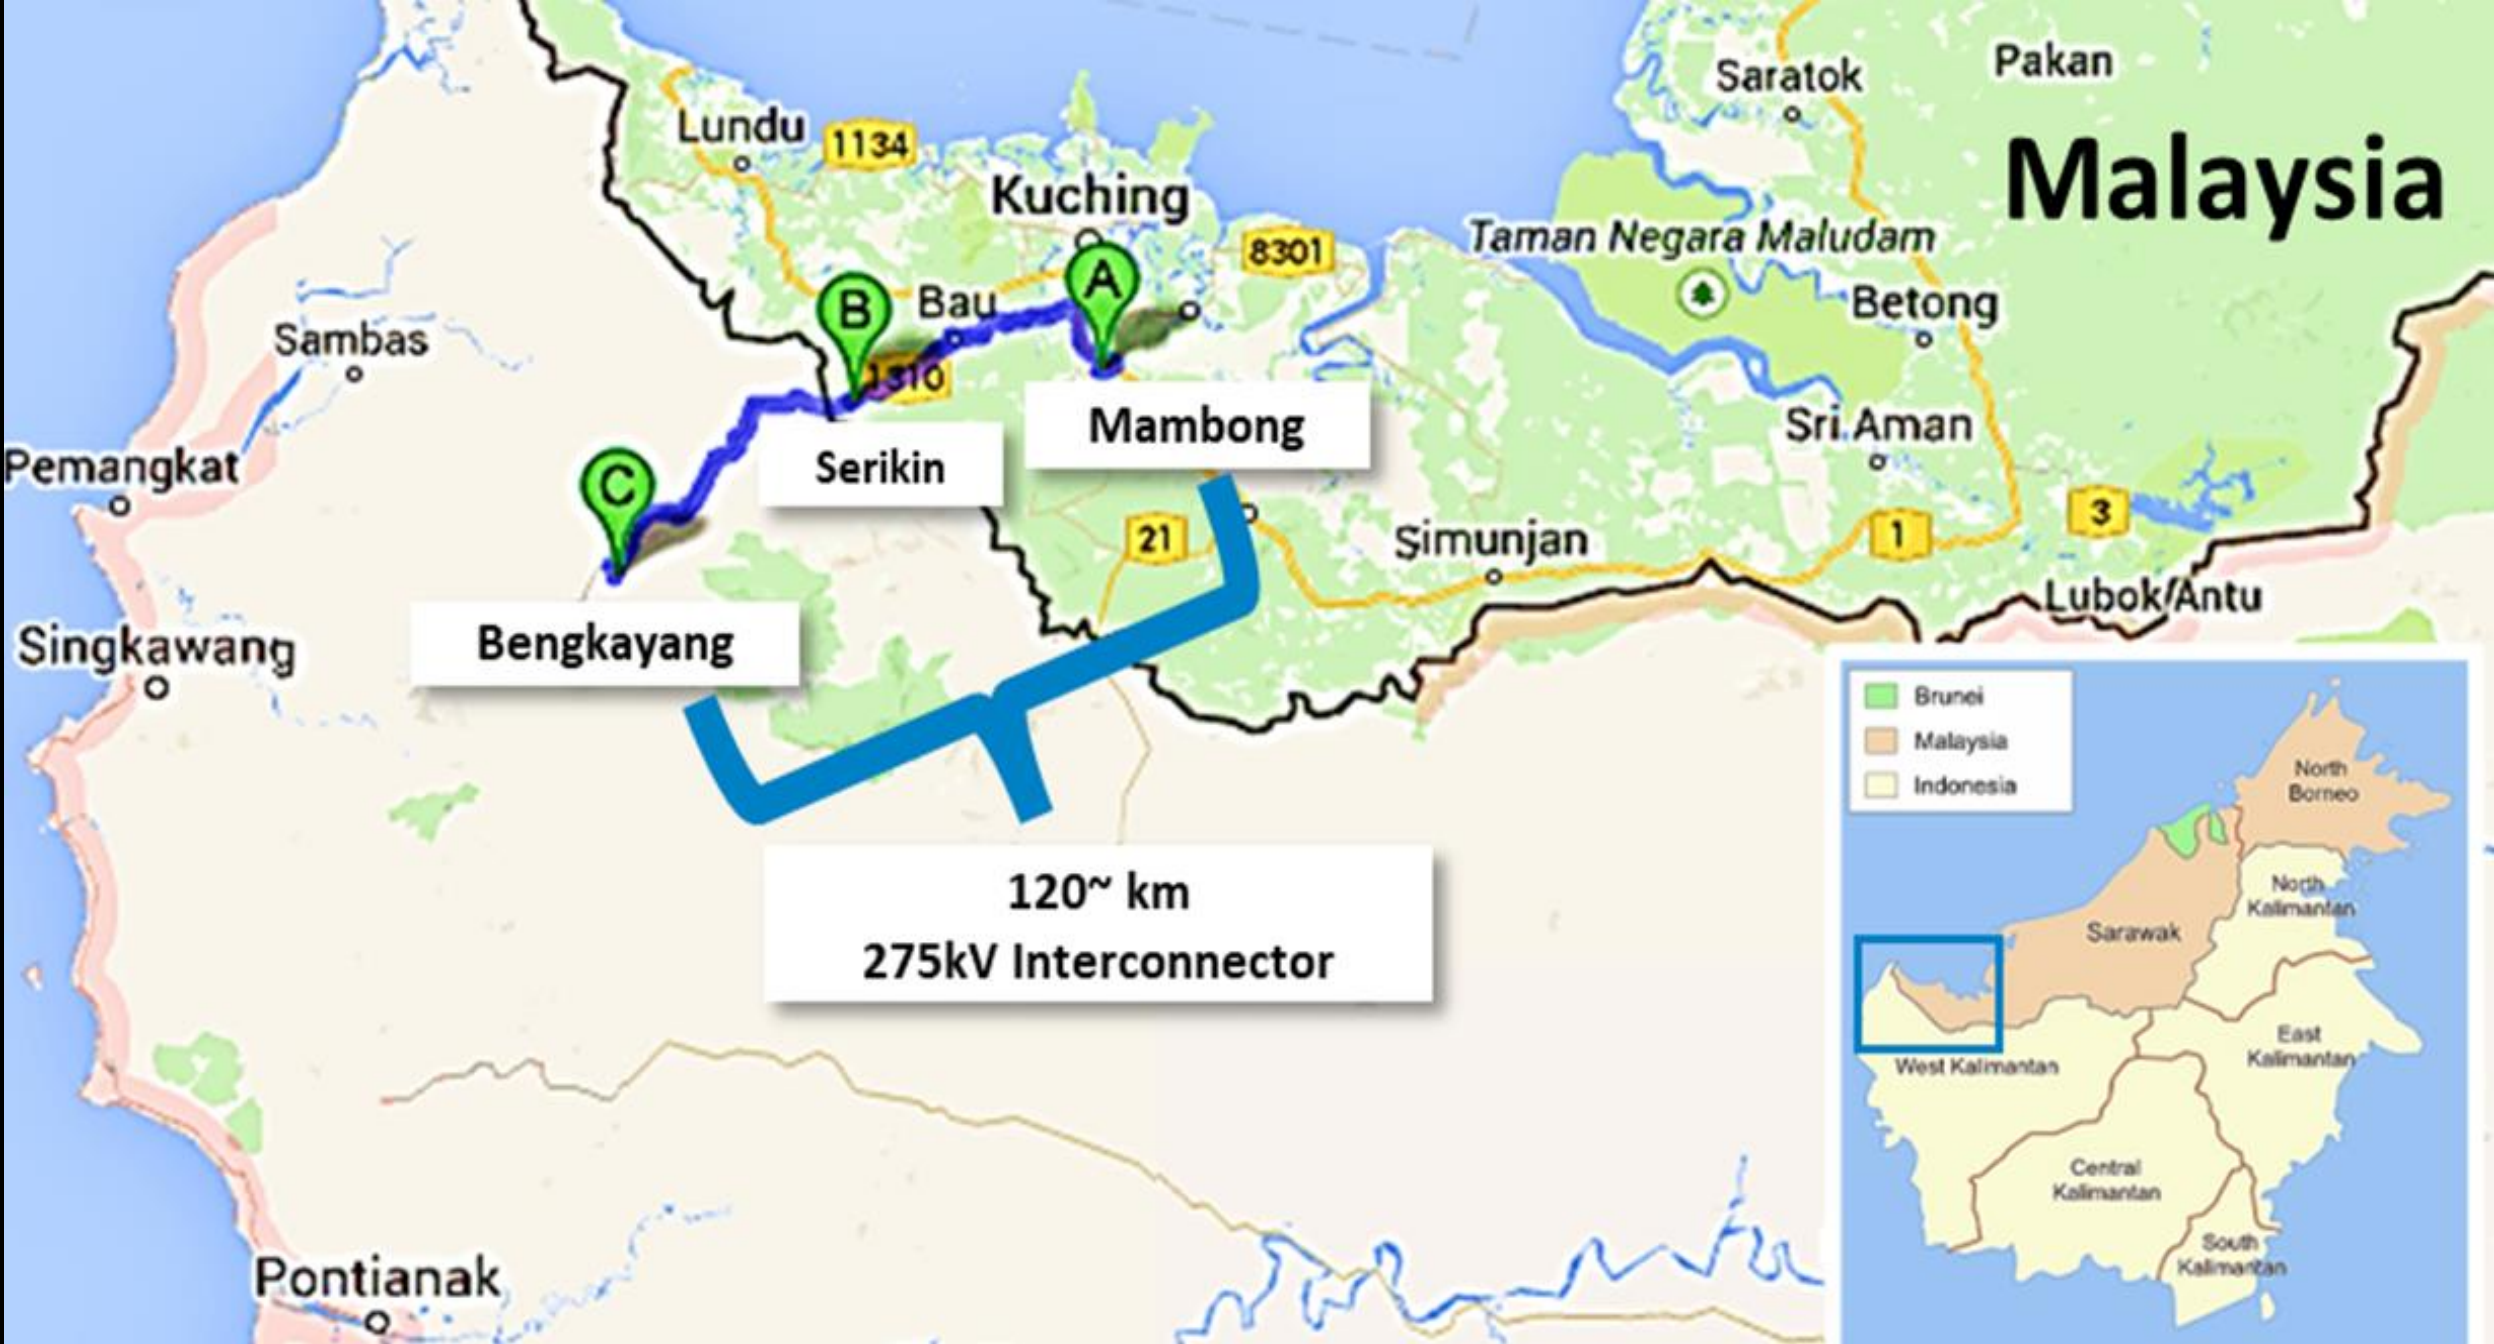 Saratok
Pakan
Malaysia
Lundu
1134
Kuching
8301
Taman Negara Maludam
A
B
Bau
Betong
Sambas
1310
Mambong
Sri Aman
Pemangkat
Serikin
C
21
Simunjan
1
3
Lubok Antu
Bengkayang
Singkawang
120~ km
275kV Interconnector
Pontianak
Brunei
Malaysia
Indonesia
North
Borneo
North
Kalimantan
Sarawak
East
Kalimantan
West Kalimantan
Central
Kalimantan
South
Kalimantan